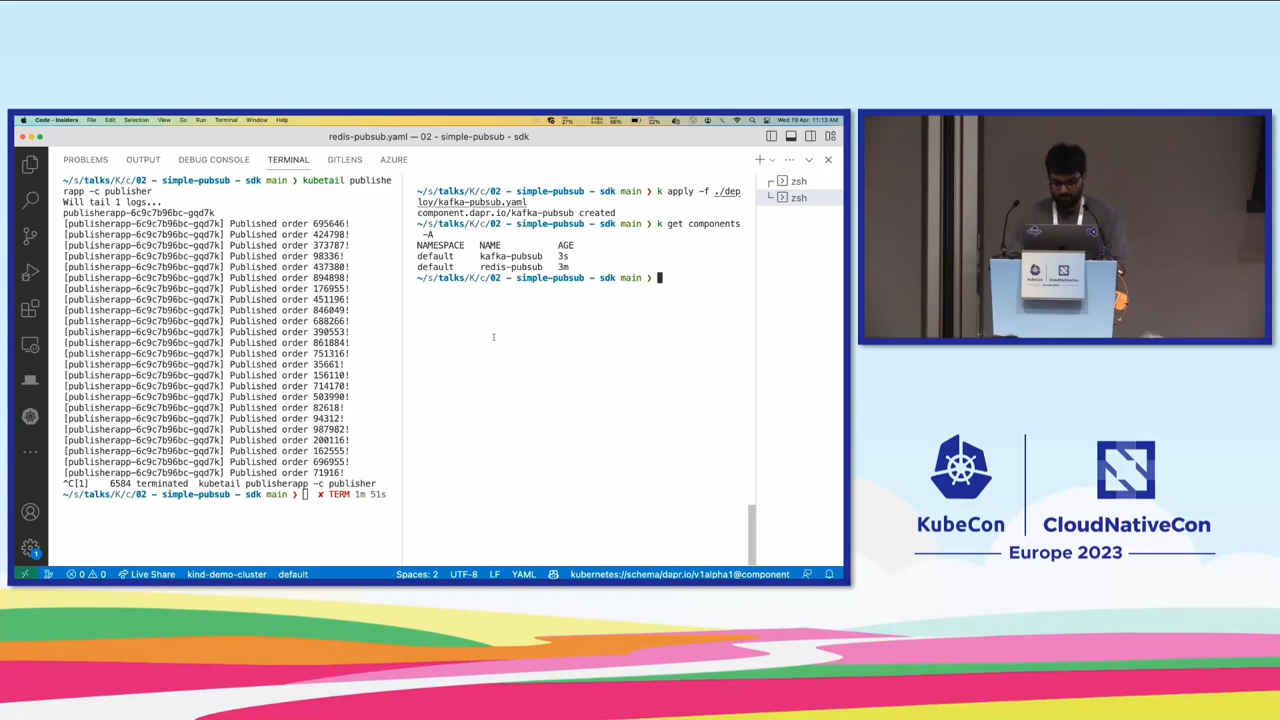 Code - Insiders File Edit Selection View Go Run Terminal Window Help
Wed 19 Apr 11:13 AM
redis-pubsub.yaml — 02 - simple-pubsub - sdk
PROBLEMS OUTPUT DEBUG CONSOLE TERMINAL GITLENS AZURE
~/s/talks/K/c/02 - simple-pubsub - sdk main ❯ kubetail publishe
rapp -c publisher
Will tail 1 logs...
publisherapp-6c9c7b96bc-gqd7k
[publisherapp-6c9c7b96bc-gqd7k] Published order 695646!
[publisherapp-6c9c7b96bc-gqd7k] Published order 424798!
[publisherapp-6c9c7b96bc-gqd7k] Published order 373787!
[publisherapp-6c9c7b96bc-gqd7k] Published order 98336!
[publisherapp-6c9c7b96bc-gqd7k] Published order 437380!
[publisherapp-6c9c7b96bc-gqd7k] Published order 894898!
[publisherapp-6c9c7b96bc-gqd7k] Published order 176955!
[publisherapp-6c9c7b96bc-gqd7k] Published order 451196!
[publisherapp-6c9c7b96bc-gqd7k] Published order 846049!
[publisherapp-6c9c7b96bc-gqd7k] Published order 688266!
[publisherapp-6c9c7b96bc-gqd7k] Published order 390553!
[publisherapp-6c9c7b96bc-gqd7k] Published order 861884!
[publisherapp-6c9c7b96bc-gqd7k] Published order 751316!
[publisherapp-6c9c7b96bc-gqd7k] Published order 35661!
[publisherapp-6c9c7b96bc-gqd7k] Published order 156110!
[publisherapp-6c9c7b96bc-gqd7k] Published order 714170!
[publisherapp-6c9c7b96bc-gqd7k] Published order 503990!
[publisherapp-6c9c7b96bc-gqd7k] Published order 82618!
[publisherapp-6c9c7b96bc-gqd7k] Published order 94312!
[publisherapp-6c9c7b96bc-gqd7k] Published order 987982!
[publisherapp-6c9c7b96bc-gqd7k] Published order 200116!
[publisherapp-6c9c7b96bc-gqd7k] Published order 162555!
[publisherapp-6c9c7b96bc-gqd7k] Published order 696955!
[publisherapp-6c9c7b96bc-gqd7k] Published order 71916!
^C[1] 6584 terminated kubetail publisherapp -c publisher
~/s/talks/K/c/02 - simple-pubsub - sdk main ❯ ✘ TERM 1m 51s
~/s/talks/K/c/02 - simple-pubsub - sdk main ❯ k apply -f ./dep
loy/kafka-pubsub.yaml
component.dapr.io/kafka-pubsub created
~/s/talks/K/c/02 - simple-pubsub - sdk main ❯ k get components
-A
NAMESPACE NAME AGE
default kafka-pubsub 3s
default redis-pubsub 3m
~/s/talks/K/c/02 - simple-pubsub - sdk main ❯
zsh
zsh
1
0 0 Live Share kind-demo-cluster default Spaces: 2 UTF-8 LF YAML kubernetes://schema/dapr.io/v1alpha1@component
KubeCon
CloudNativeCon
Europe 2023